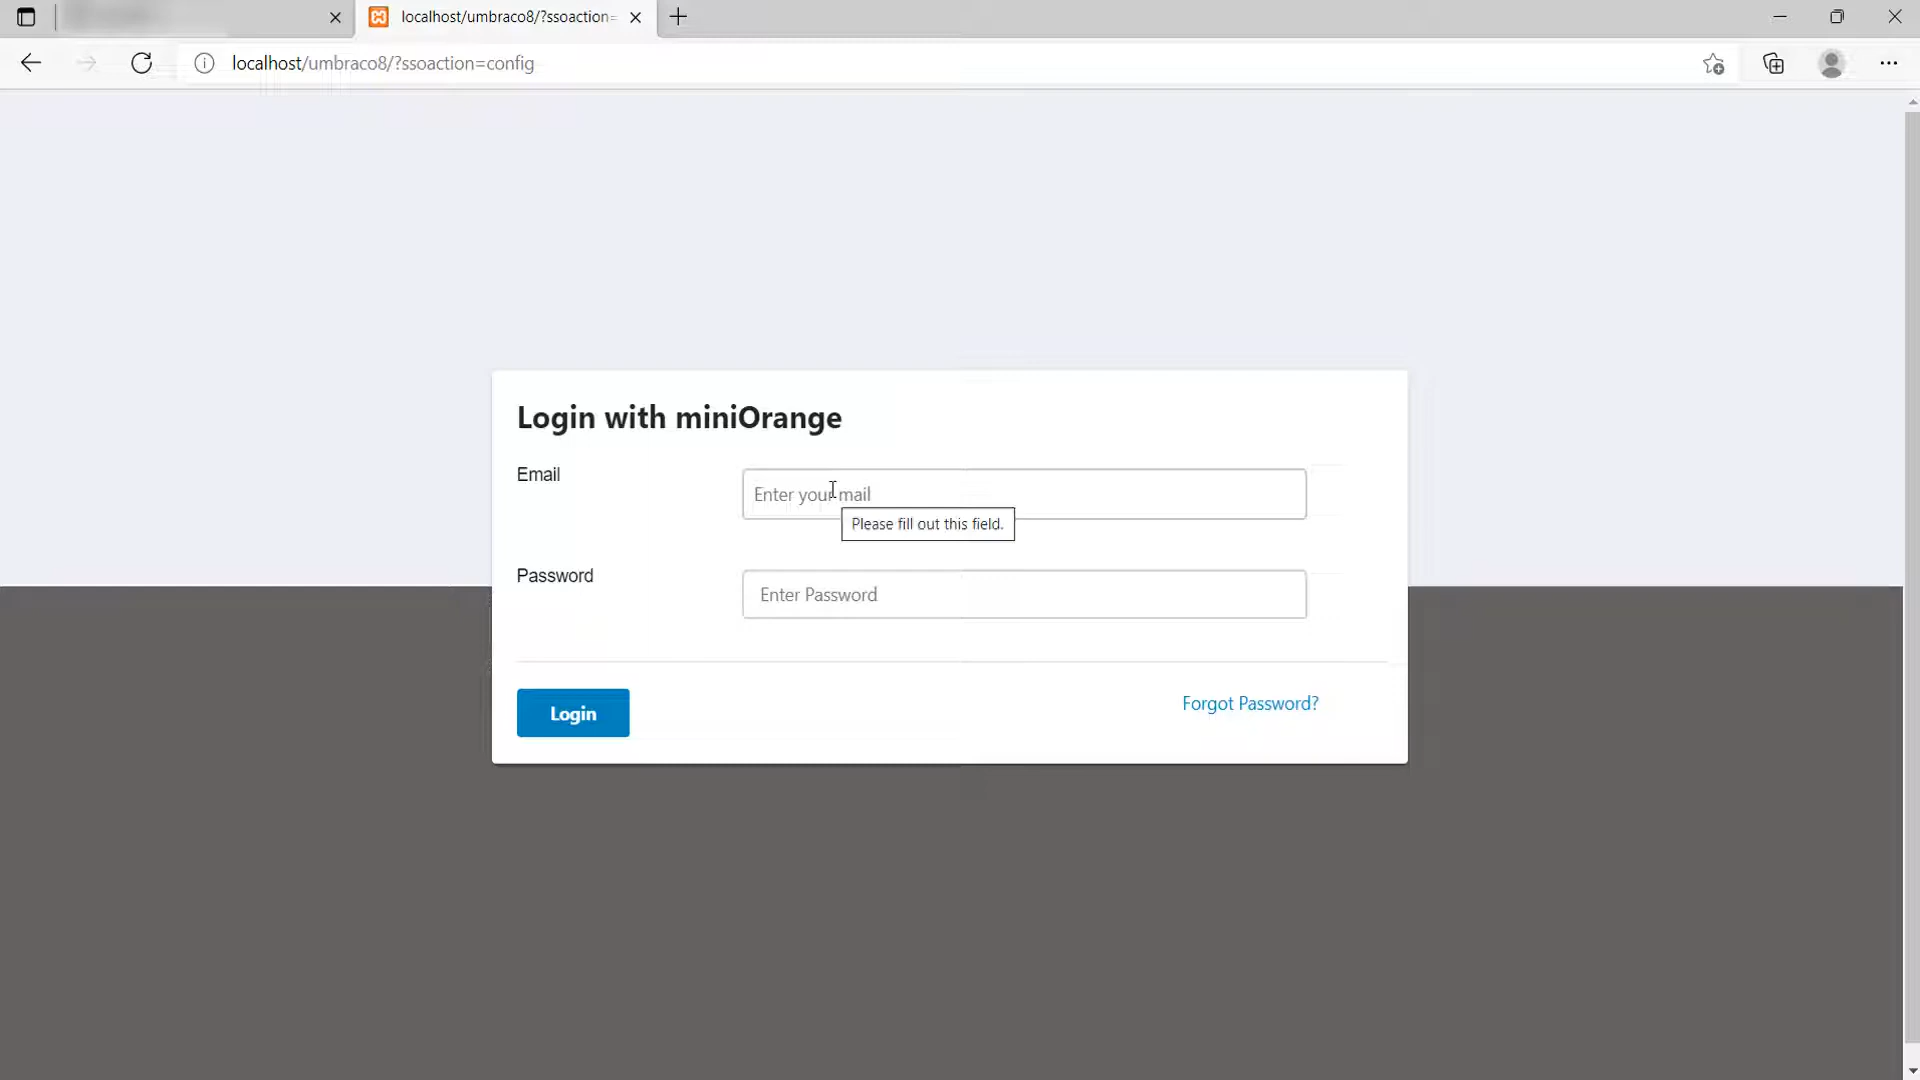 localhost/umbraco8/?ssoaction=
localhost/umbraco8/?ssoaction=config
Login with miniOrange
Email
Enter your mail
Please fill out this field.
Password
Enter Password
Login
Forgot Password?